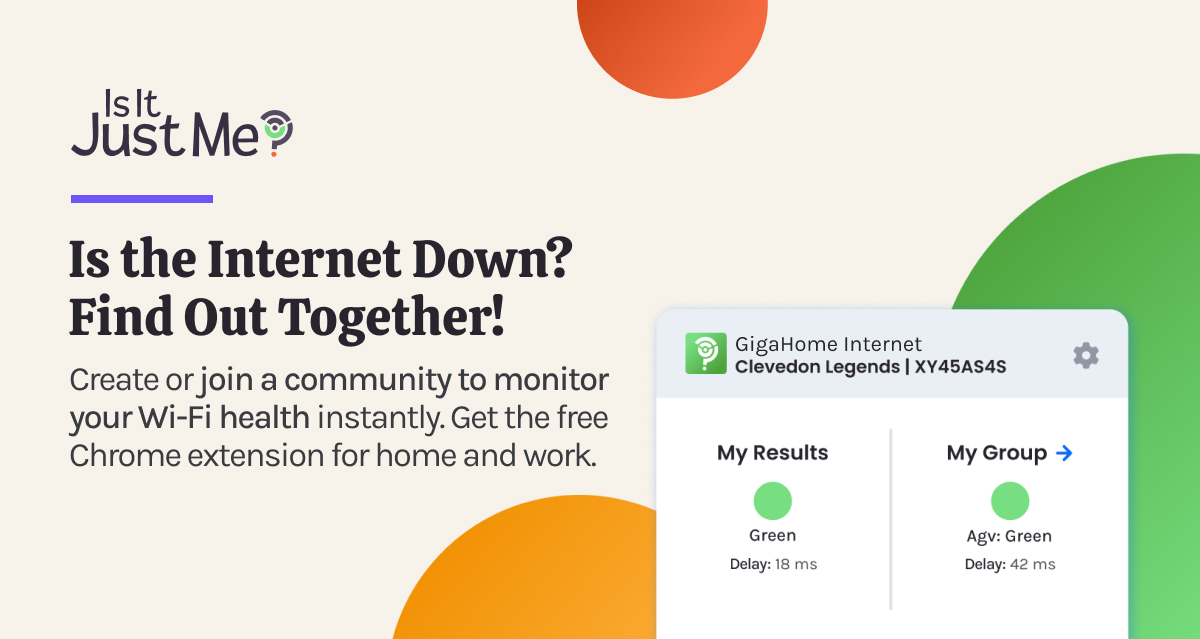 Is It
Just Me?
Is the Internet Down?
Find Out Together!
Create or join a community to monitor
your Wi-Fi health instantly. Get the free
Chrome extension for home and work.
GigaHome Internet
Clevedon Legends | XY45AS4S
My Results
Green
Delay: 18 ms
My Group →
Agv: Green
Delay: 42 ms